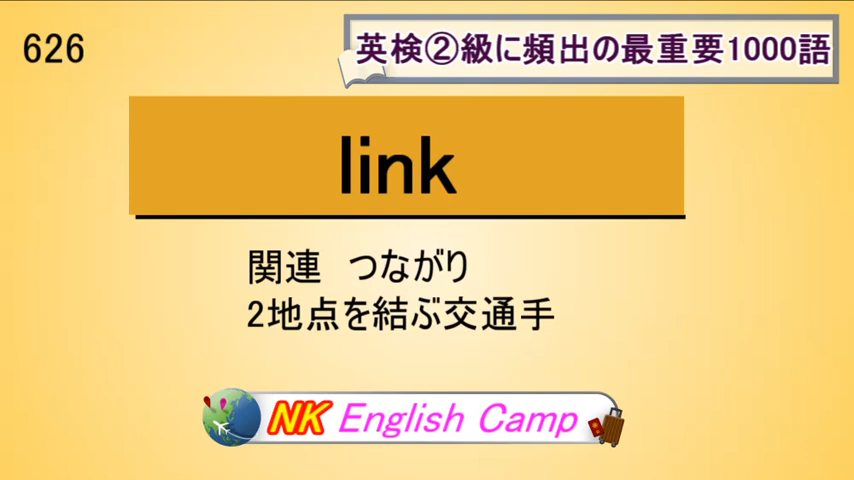 626
英検②級に頻出の最重要1000語
link
関連　つながり
2地点を結ぶ交通手
NK English Camp